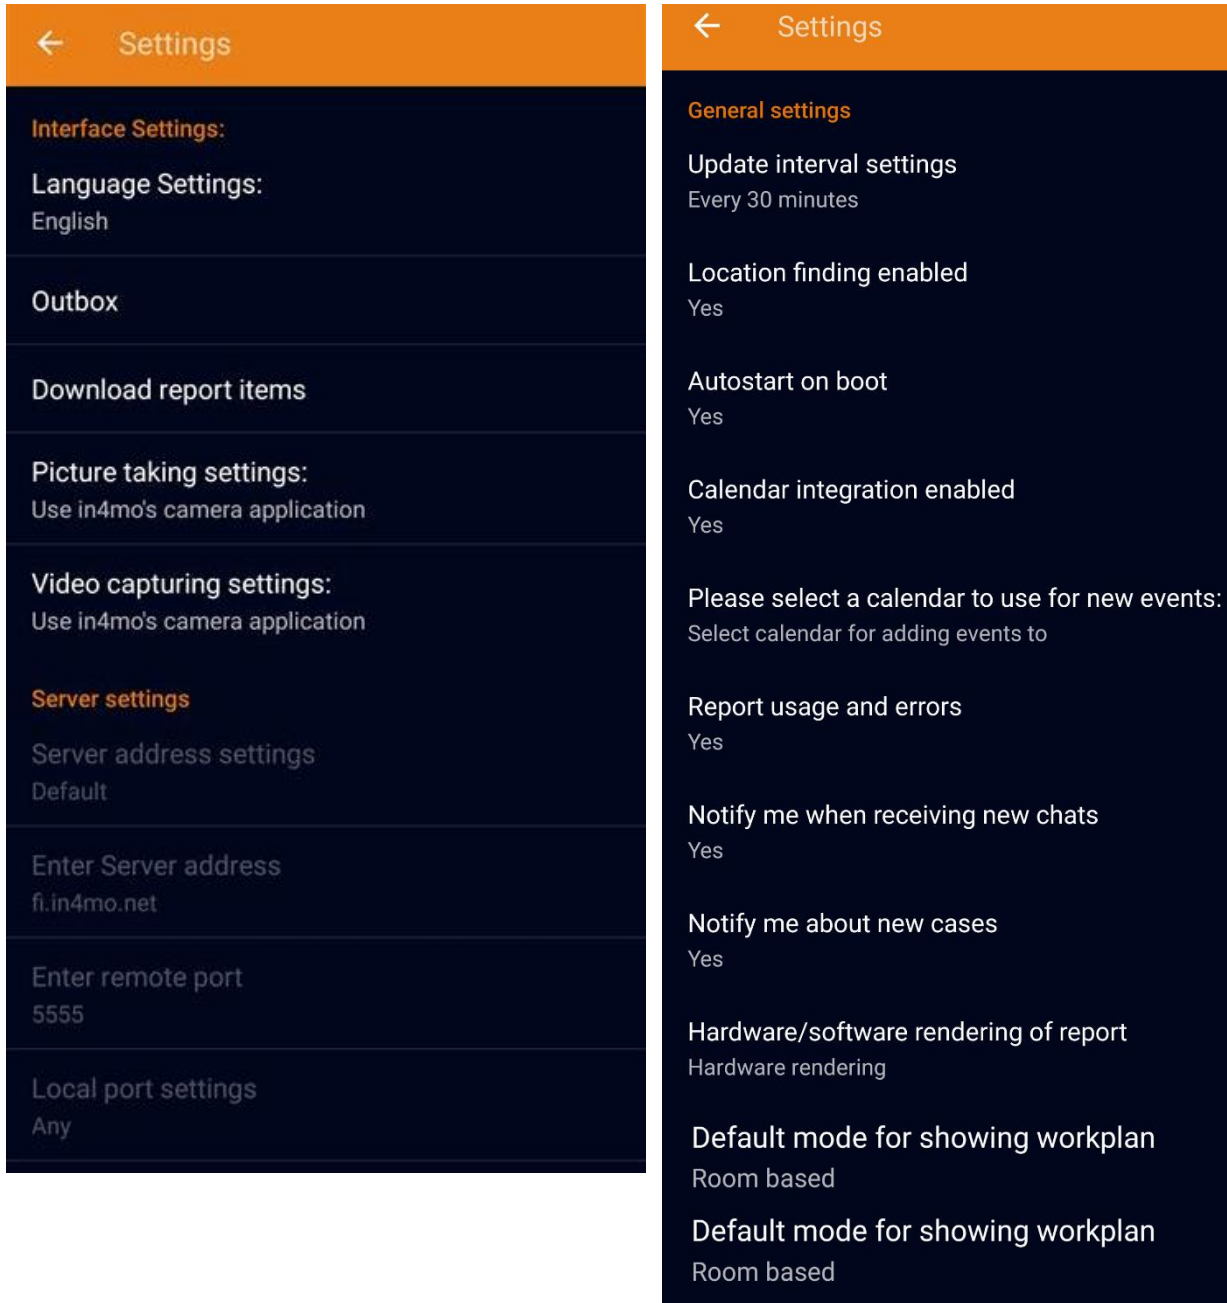 Settings
Interface Settings:
Language Settings:
English
Outbox
Download report items
Picture taking settings:
Use in4mo's camera application
Video capturing settings:
Use in4mo's camera application
Server settings
Server address settings
Default
Enter Server address
fi.in4mo.net
Enter remote port
5555
Local port settings
Any
Settings
General settings
Update interval settings
Every 30 minutes
Location finding enabled
Yes
Autostart on boot
Yes
Calendar integration enabled
Yes
Please select a calendar to use for new events:
Select calendar for adding events to
Report usage and errors
Yes
Notify me when receiving new chats
Yes
Notify me about new cases
Yes
Hardware/software rendering of report
Hardware rendering
Default mode for showing workplan
Room based
Default mode for showing workplan
Room based